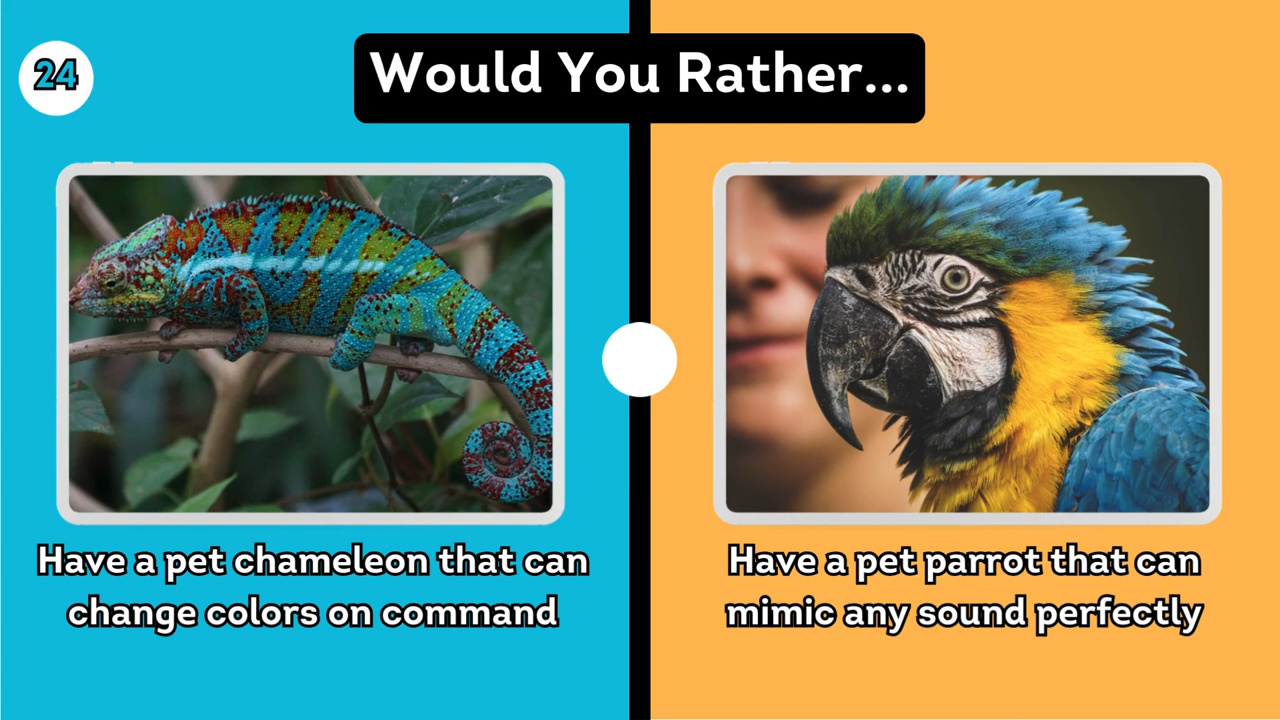 24
Would You Rather...
Have a pet chameleon that can
change colors on command
Have a pet parrot that can
mimic any sound perfectly